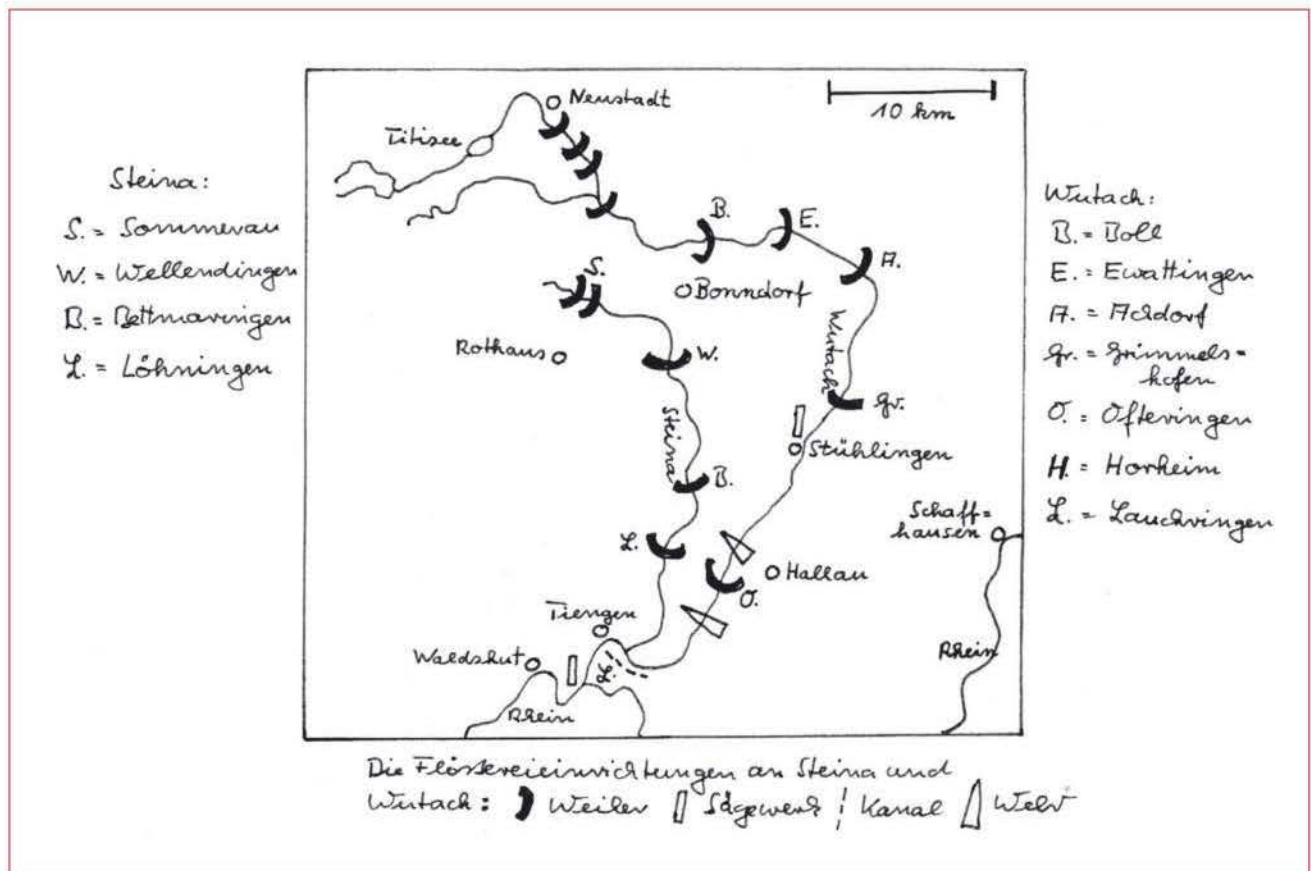 Steina:
S. = Sommerau
W. = Wellendingen
B. = Bettmaringen
L. = Löhningen
Neustadt
Titisee
10 km
B.
E.
A.
S.
Bonndorf
Rothaus
W.
Wutach
Gr.
Steina
Stühlingen
B.
L.
Hallau
O.
Tiengen
Waldshut
L.
Rhein
Schaff=
hausen
Rhein
Wutach:
B. = Boll
E. = Ewattingen
A. = Achdorf
Gr. = Grimmels=
hofen
O. = Ofteringen
H. = Horheim
L. = Lauchringen
Die Flössereieinrichtungen an Steina und
Wutach: Weiler Sägewerk Kanal Wehr